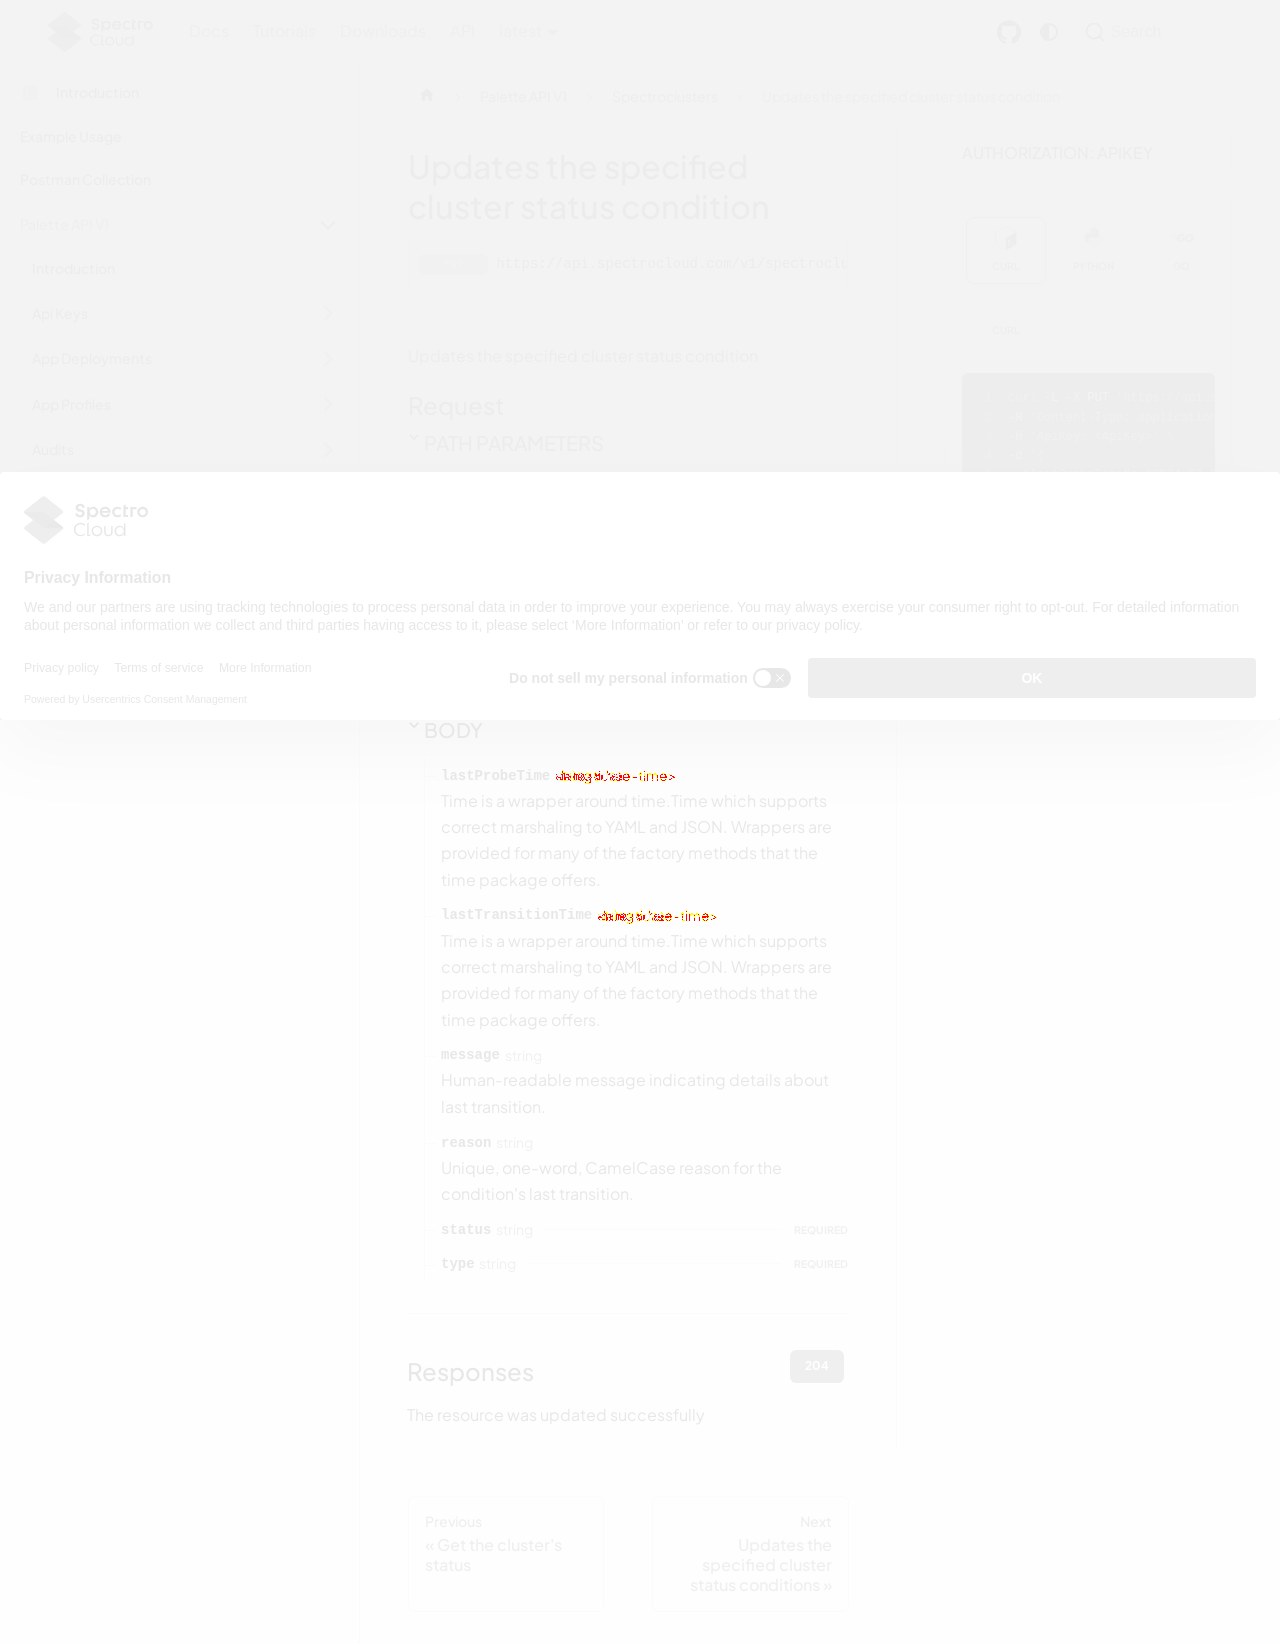 Spectro Cloud
Docs Tutorials Downloads API latest
Search
Introduction
Example Usage
Postman Collection
Palette API V1
Introduction
Api Keys
App Deployments
App Profiles
Audits
Palette API V1 Spectroclusters Updates the specified cluster status condition
Updates the specified
cluster status condition
https://api.spectrocloud.com/v1/spectroclu
Updates the specified cluster status condition
Request
PATH PARAMETERS
AUTHORIZATION: APIKEY
CURL PYTHON GO
CURL
PUT
Spectro
Cloud
Privacy Information
We and our partners are using tracking technologies to process personal data in order to improve your experience. You may always exercise your consumer right to opt-out. For detailed information
about personal information we collect and third parties having access to it, please select 'More Information' or refer to our privacy policy.
Privacy policy Terms of service More Information
Powered by Usercentrics Consent Management
Do not sell my personal information
OK
BODY
lastProbeTime
Time is a wrapper around time.Time which supports
correct marshaling to YAML and JSON. Wrappers are
provided for many of the factory methods that the
time package offers.
lastTransitionTime
Time is a wrapper around time.Time which supports
correct marshaling to YAML and JSON. Wrappers are
provided for many of the factory methods that the
time package offers.
message string
Human-readable message indicating details about
last transition.
reason string
Unique, one-word, CamelCase reason for the
condition's last transition.
status string REQUIRED
type string REQUIRED
Responses
204
The resource was updated successfully
Previous
« Get the cluster's
status
Next
Updates the
specified cluster
status conditions »